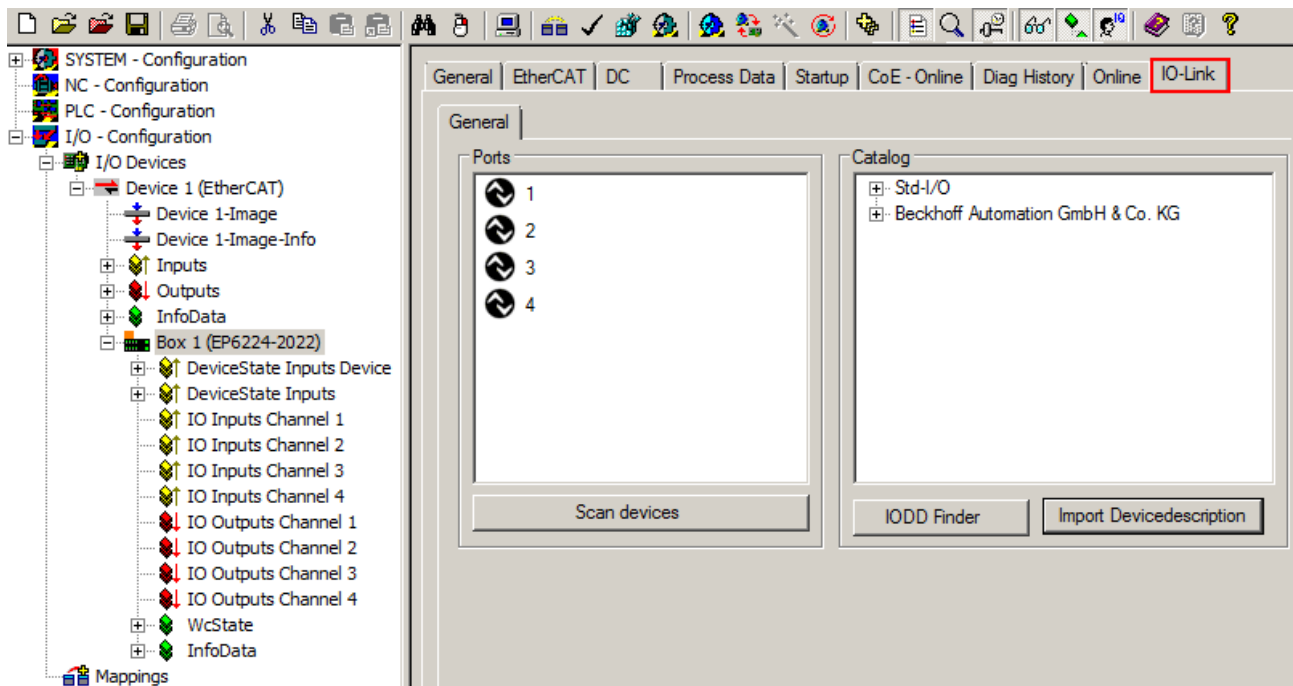 SYSTEM - Configuration
NC - Configuration
PLC - Configuration
I/O - Configuration
I/O Devices
Device 1 (EtherCAT)
Device 1-Image
Device 1-Image-Info
Inputs
Outputs
InfoData
Box 1 (EP6224-2022)
DeviceState Inputs Device
DeviceState Inputs
IO Inputs Channel 1
IO Inputs Channel 2
IO Inputs Channel 3
IO Inputs Channel 4
IO Outputs Channel 1
IO Outputs Channel 2
IO Outputs Channel 3
IO Outputs Channel 4
WcState
InfoData
Mappings
General EtherCAT DC Process Data Startup CoE - Online Diag History Online IO-Link
General
Ports
1
2
3
4
Scan devices
Catalog
Std-I/O
Beckhoff Automation GmbH & Co. KG
IODD Finder Import Devicedescription